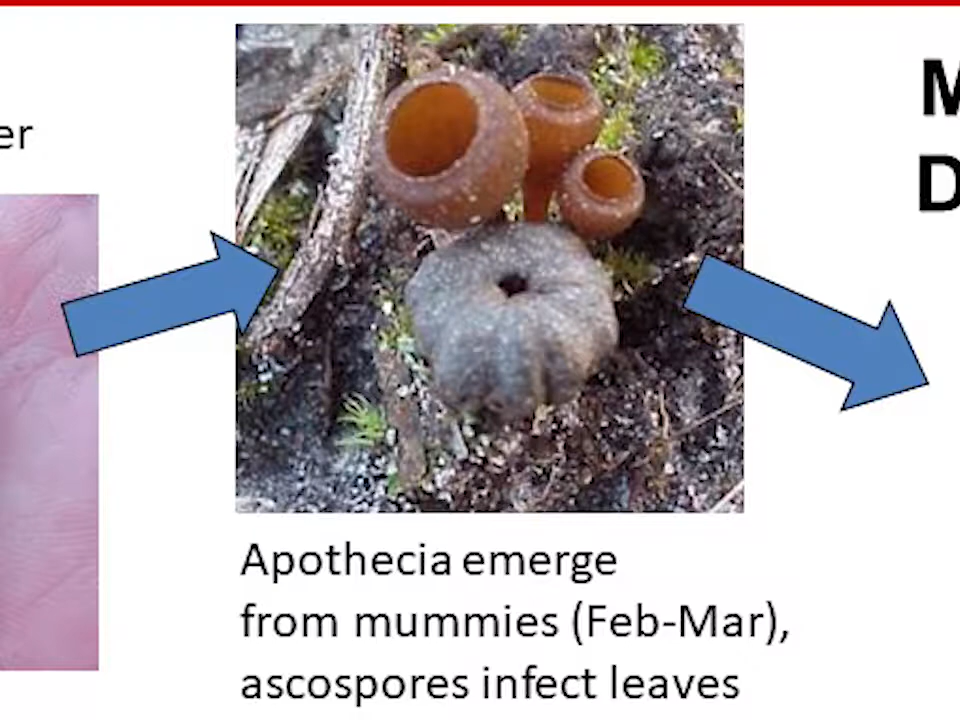 er
M
D
Apothecia emerge
from mummies (Feb-Mar),
ascospores infect leaves